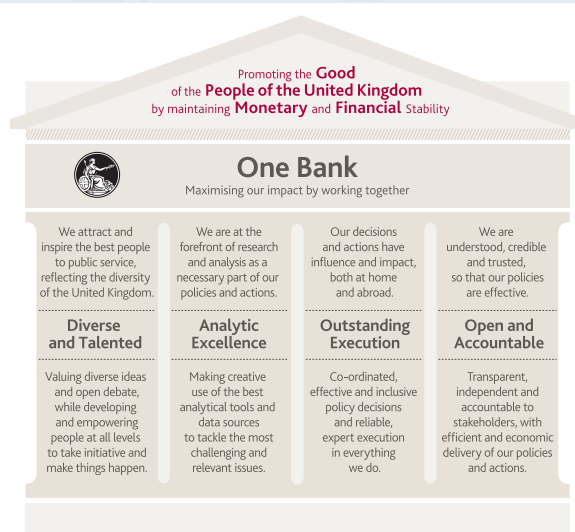 Promoting the Good
of the People of the United Kingdom
by maintaining Monetary and Financial Stability
One Bank
Maximising our impact by working together
We attract and
inspire the best people
to public service,
reflecting the diversity
of the United Kingdom.
Diverse
and Talented
Valuing diverse ideas
and open debate,
while developing
and empowering
people at all levels
to take initiative and
make things happen.
We are at the
forefront of research
and analysis as a
necessary part of our
policies and actions.
Analytic
Excellence
Making creative
use of the best
analytical tools and
data sources
to tackle the most
challenging and
relevant issues.
Our decisions
and actions have
influence and impact,
both at home
and abroad.
Outstanding
Execution
Co-ordinated,
effective and inclusive
policy decisions
and reliable,
expert execution
in everything
we do.
We are
understood, credible
and trusted,
so that our policies
are effective.
Open and
Accountable
Transparent,
independent and
accountable to
stakeholders, with
efficient and economic
delivery of our policies
and actions.